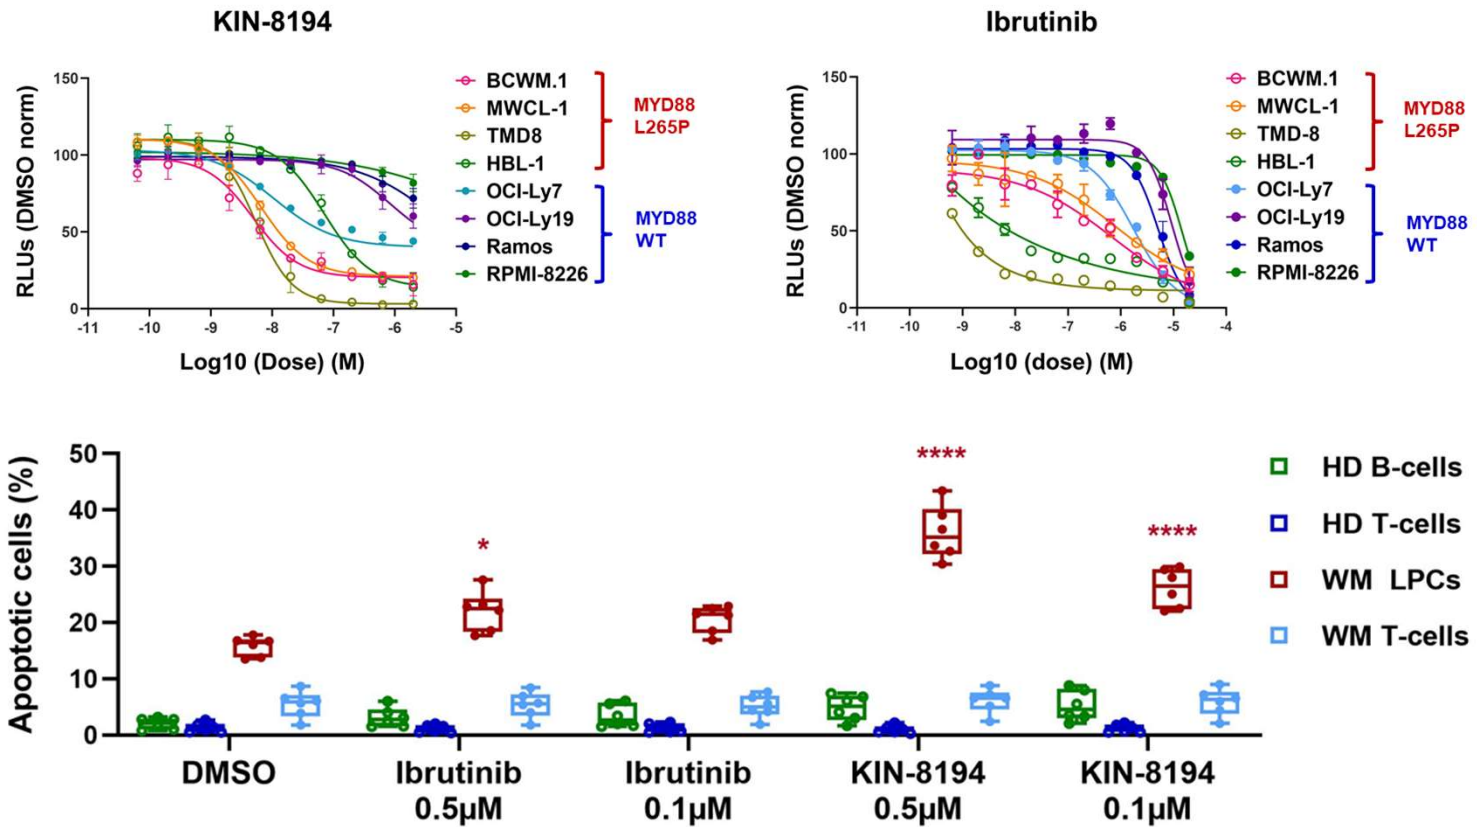 KIN-8194
Ibrutinib
RLUs (DMSO norm)
150
100
50
0
-11 -10 -9 -8 -7 -6 -5
Log10 (Dose) (M)
BCWM.1
MWCL-1
TMD8
HBL-1
OCI-Ly7
OCI-Ly19
Ramos
RPMI-8226
MYD88
L265P
MYD88
WT
RLUs (DMSO norm)
150
100
50
0
-11 -10 -9 -8 -7 -6 -5 -4
Log10 (dose) (M)
BCWM.1
MWCL-1
TMD-8
HBL-1
OCI-Ly7
OCI-Ly19
Ramos
RPMI-8226
MYD88
L265P
MYD88
WT
Apoptotic cells (%)
50
40
30
20
10
0
*
****
****
DMSO
Ibrutinib
0.5µM
Ibrutinib
0.1µM
KIN-8194
0.5µM
KIN-8194
0.1µM
HD B-cells
HD T-cells
WM LPCs
WM T-cells